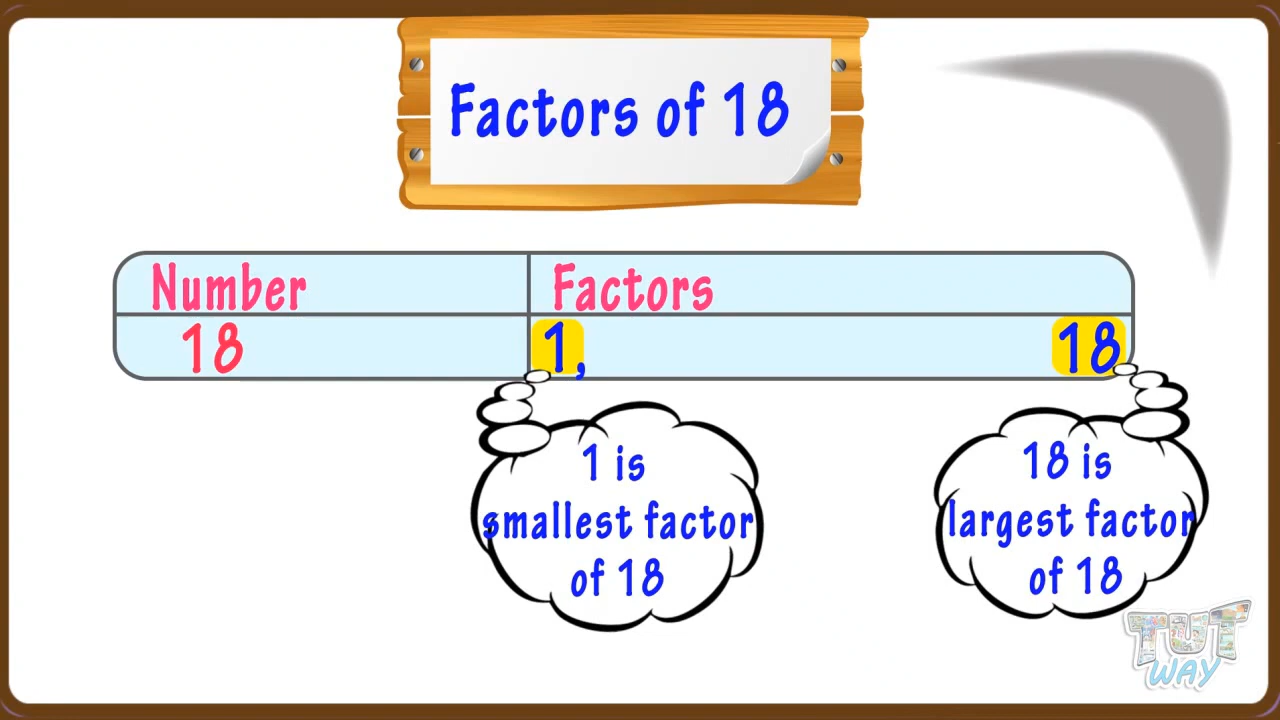 Factors of 18
Number Factors
18 1, 18
1 is
smallest factor
of 18
18 is
largest factor
of 18
TUT
WAY